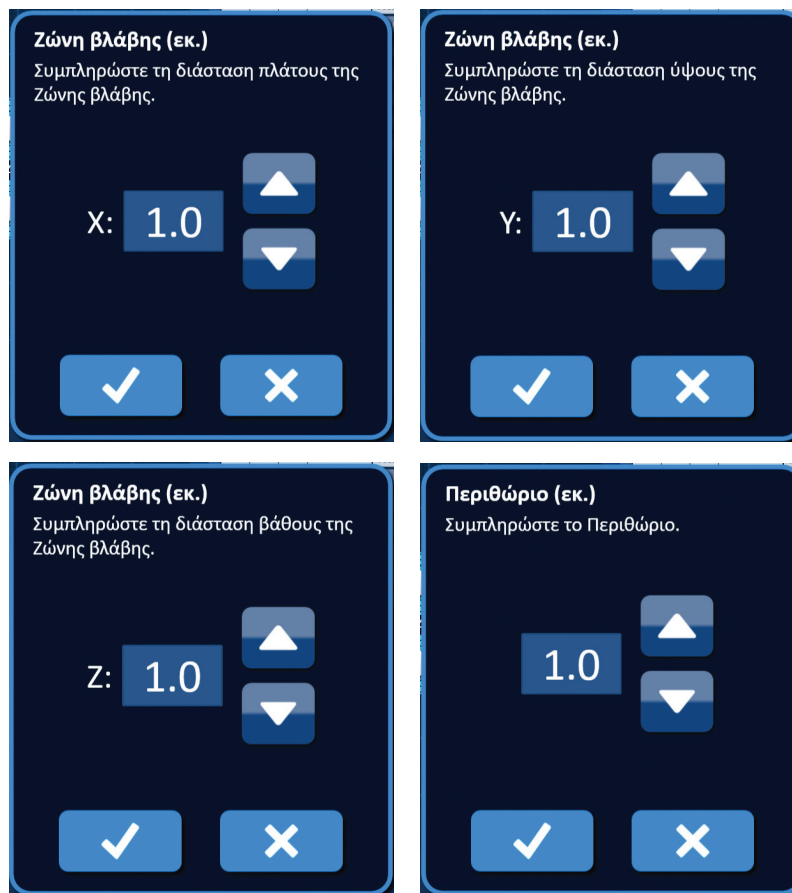 Ζώνη βλάβης (εκ.)
Συμπληρώστε τη διάσταση πλάτους της
Ζώνης βλάβης.
X: 1.0
Ζώνη βλάβης (εκ.)
Συμπληρώστε τη διάσταση ύψους της
Ζώνης βλάβης.
Y: 1.0
Ζώνη βλάβης (εκ.)
Συμπληρώστε τη διάσταση βάθους της
Ζώνης βλάβης.
Z: 1.0
Περιθώριο (εκ.)
Συμπληρώστε το Περιθώριο.
1.0